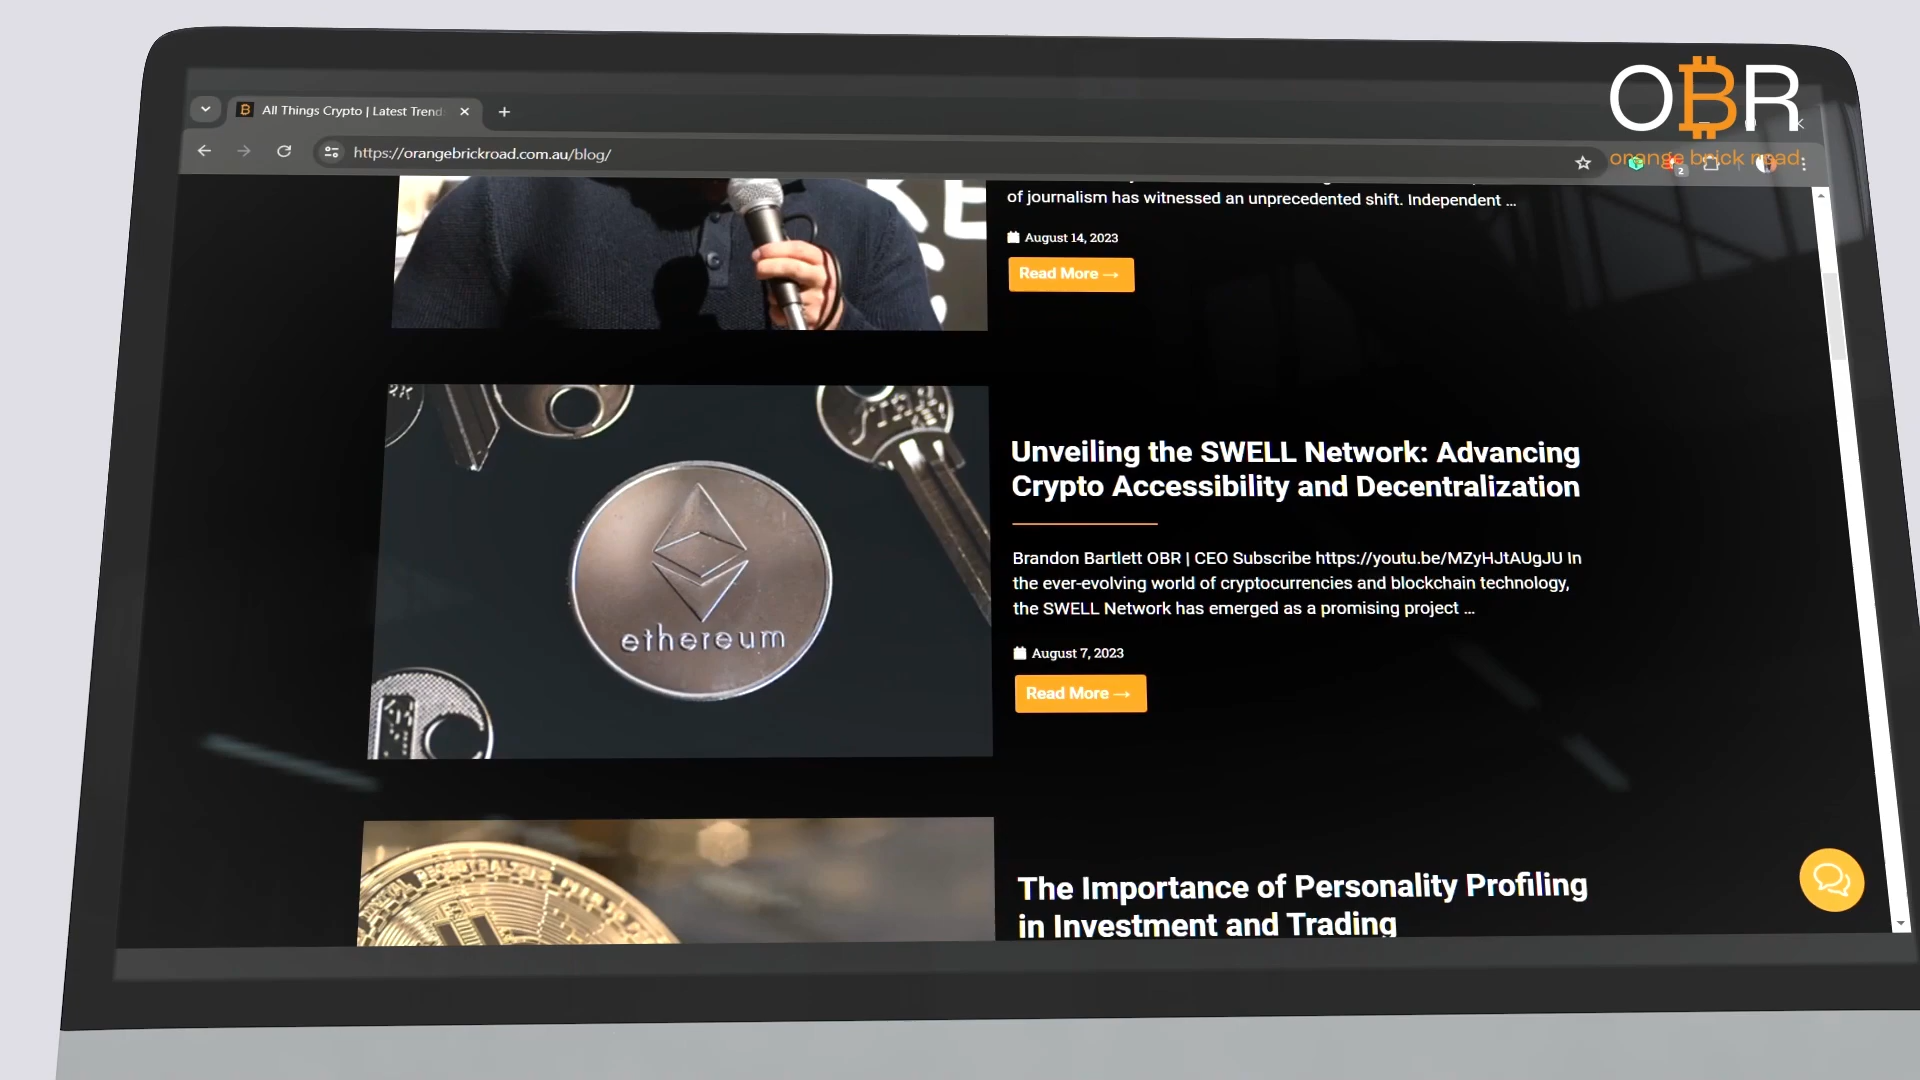 OBR
orange brick road
All Things Crypto | Latest Trend
https://orangebrickroad.com.au/blog/
2
of journalism has witnessed an unprecedented shift. Independent ...
August 14, 2023
Read More →
Unveiling the SWELL Network: Advancing
Crypto Accessibility and Decentralization
ethereum
Brandon Bartlett OBR | CEO Subscribe https://youtu.be/MZyHJtAUgJU In
the ever-evolving world of cryptocurrencies and blockchain technology,
the SWELL Network has emerged as a promising project ...
August 7, 2023
Read More →
DECENTRALIZED
The Importance of Personality Profiling
in Investment and Trading